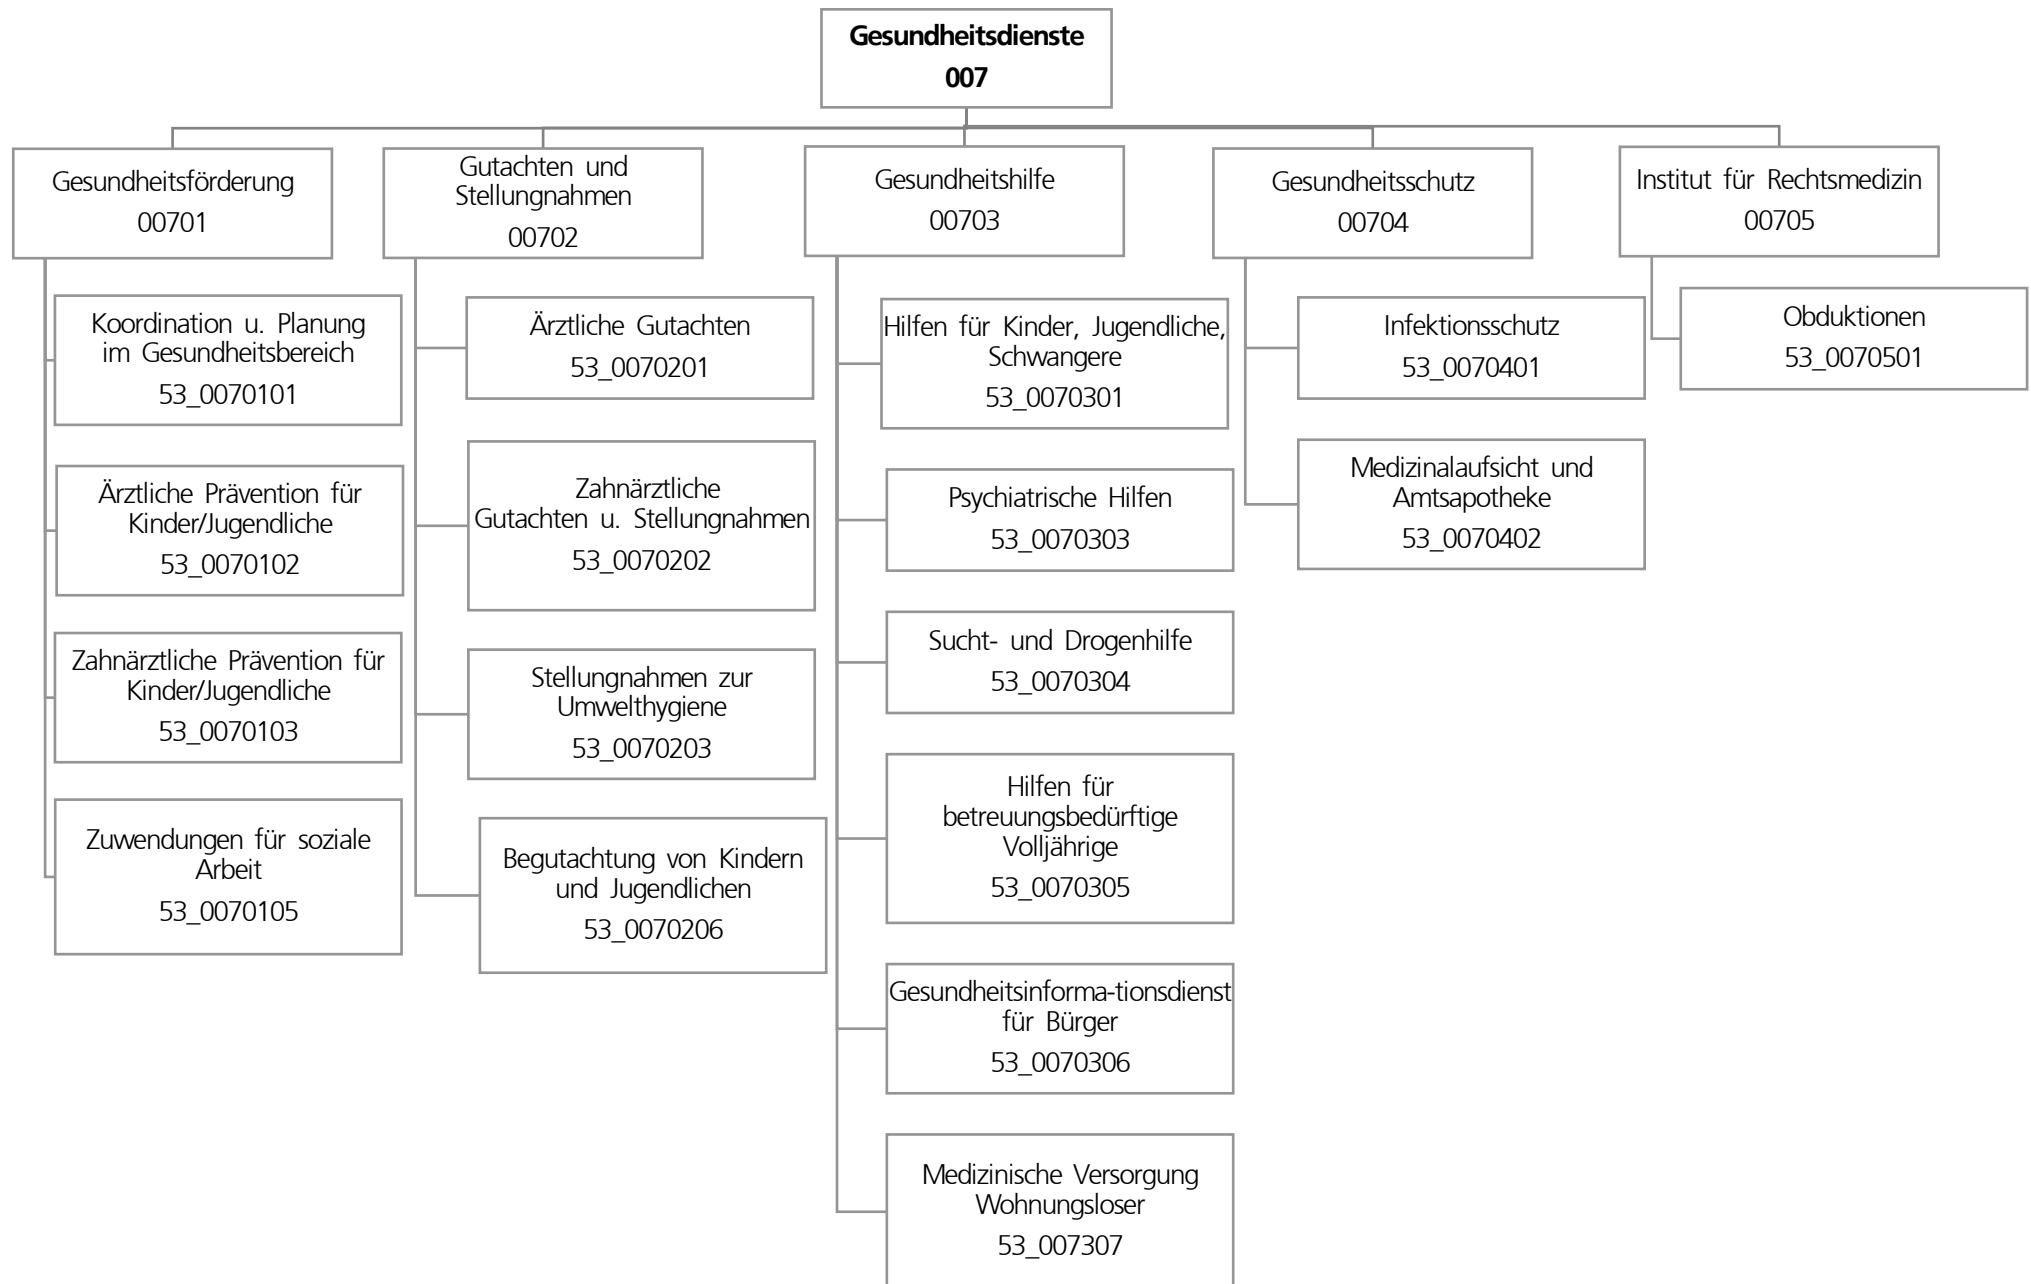 Gesundheitsdienste
007
Gesundheitsförderung
00701
Koordination u. Planung
im Gesundheitsbereich
53_0070101
Ärztliche Prävention für
Kinder/Jugendliche
53_0070102
Zahnärztliche Prävention für
Kinder/Jugendliche
53_0070103
Zuwendungen für soziale
Arbeit
53_0070105
Gutachten und
Stellungnahmen
00702
Ärztliche Gutachten
53_0070201
Zahnärztliche
Gutachten u. Stellungnahmen
53_0070202
Stellungnahmen zur
Umwelthygiene
53_0070203
Begutachtung von Kindern
und Jugendlichen
53_0070206
Gesundheitshilfe
00703
Hilfen für Kinder, Jugendliche,
Schwangere
53_0070301
Psychiatrische Hilfen
53_0070303
Sucht- und Drogenhilfe
53_0070304
Hilfen für
betreuungsbedürftige
Volljährige
53_0070305
Gesundheitsinforma-tionsdienst
für Bürger
53_0070306
Medizinische Versorgung
Wohnungsloser
53_007307
Gesundheitsschutz
00704
Infektionsschutz
53_0070401
Medizinalaufsicht und
Amtsapotheke
53_0070402
Institut für Rechtsmedizin
00705
Obduktionen
53_0070501